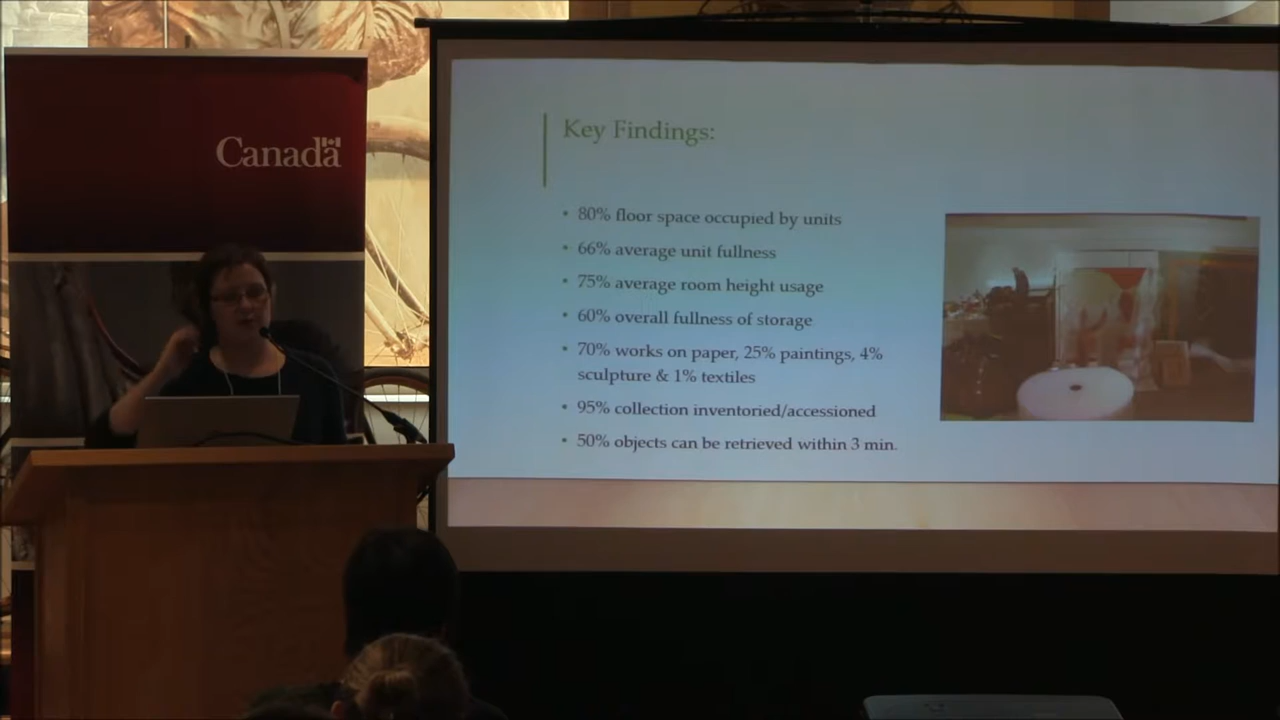 Canada
Key Findings:
• 80% floor space occupied by units
• 66% average unit fullness
• 75% average room height usage
• 60% overall fullness of storage
• 70% works on paper, 25% paintings, 4%
sculpture & 1% textiles
• 95% collection inventoried/accessioned
• 50% objects can be retrieved within 3 min.